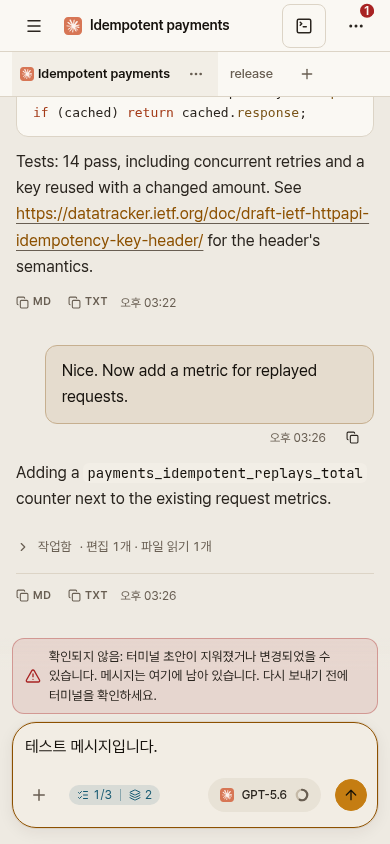 1
Idempotent payments
Idempotent payments
release
if (cached) return cached.response;
Tests: 14 pass, including concurrent retries and a
key reused with a changed amount. See
https://datatracker.ietf.org/doc/draft-ietf-httpapi-
idempotency-key-header/ for the header's
semantics.
MD TXT 오후 03:22
Nice. Now add a metric for replayed
requests.
오후 03:26
Adding a payments_idempotent_replays_total
counter next to the existing request metrics.
작업함 · 편집 1개 · 파일 읽기 1개
MD TXT 오후 03:26
확인되지 않음: 터미널 초안이 지워졌거나 변경되었을 수
있습니다. 메시지는 여기에 남아 있습니다. 다시 보내기 전에
터미널을 확인하세요.
테스트 메시지입니다.
1/3 2 GPT-5.6